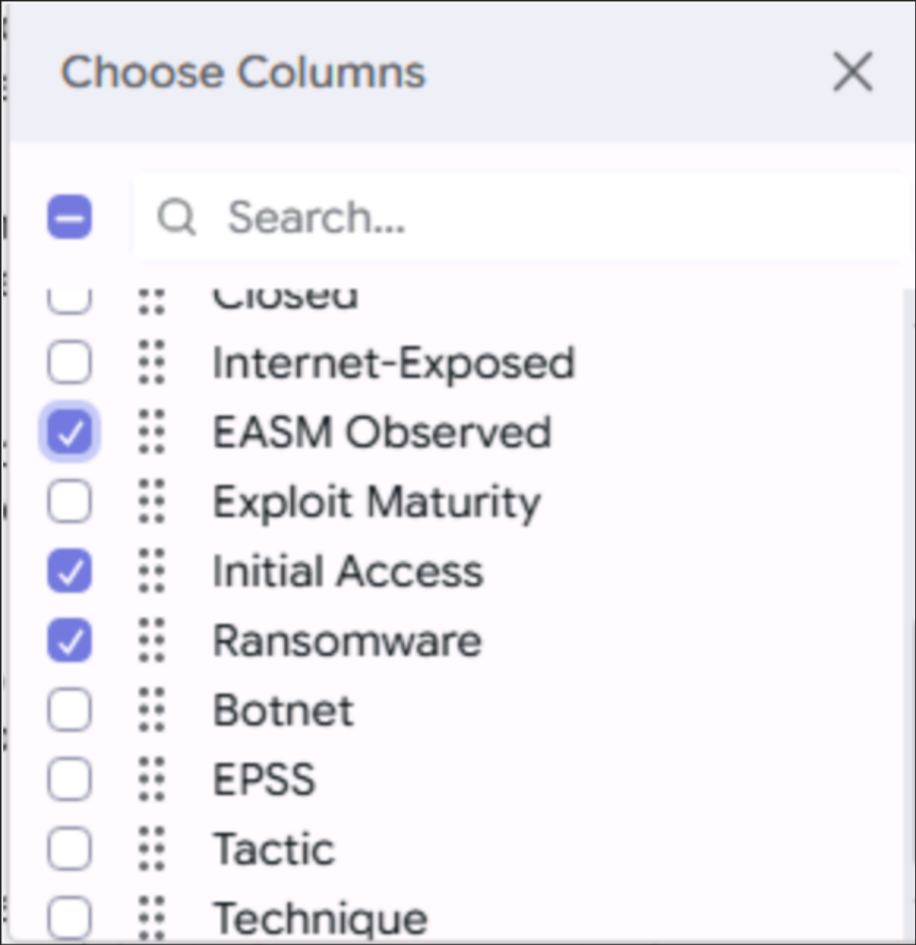 Choose Columns
Search...
Closed
Internet-Exposed
EASM Observed
Exploit Maturity
Initial Access
Ransomware
Botnet
EPSS
Tactic
Technique